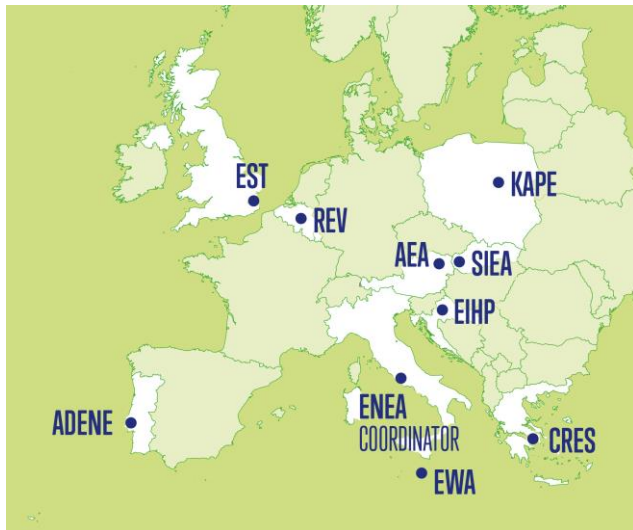 EST
KAPE
REV
AEA
SIEA
EIHP
ENEA
COORDINATOR
ADENE
CRES
EWA